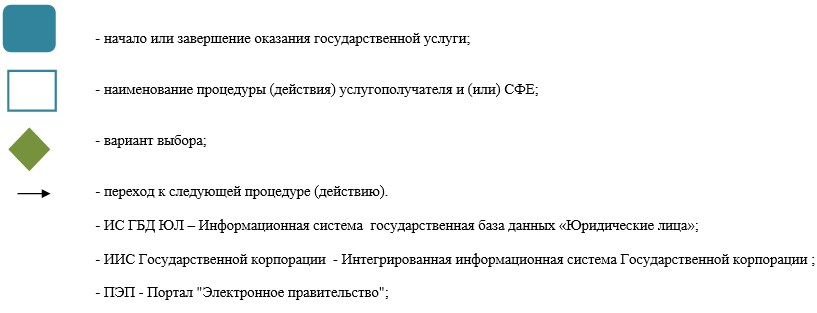 - начало или завершение оказания государственной услуги;
- наименование процедуры (действия) услугополучателя и (или) СФЕ;
- вариант выбора;
- переход к следующей процедуре (действию).
- ИС ГБД ЮЛ – Информационная система  государственная база данных «Юридические лица»;
- ИИС Государственной корпорации  - Интегрированная информационная система Государственной корпорации ;
- ПЭП - Портал "Электронное правительство";